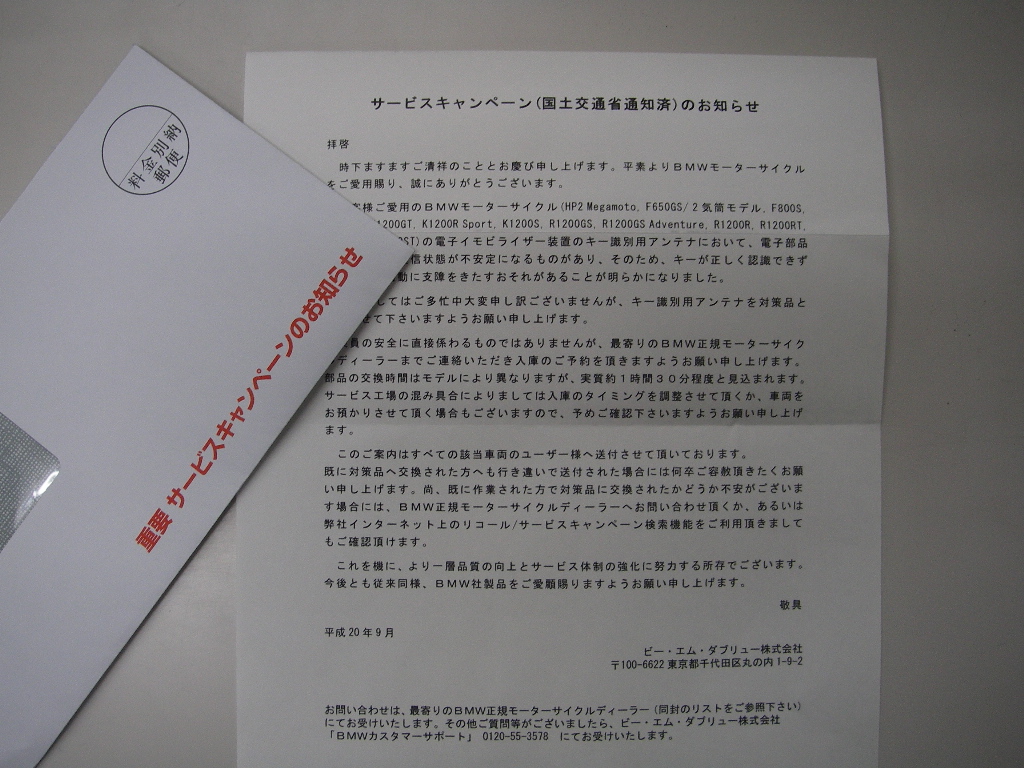 料金別納
郵便
重要 サービスキャンペーンのお知らせ
サービスキャンペーン(国土交通省通知済)のお知らせ
拝啓
時下ますますご清祥のこととお慶び申し上げます。平素よりBMWモーターサイクル
をご愛用賜り、誠にありがとうございます。
客様ご愛用のBMWモーターサイクル(HP2 Megamoto, F650GS/2気筒モデル, F800S,
1200GT, K1200R Sport, K1200S, R1200GS, R1200GS Adventure, R1200R, R1200RT,
ST)の電子イモビライザー装置のキー識別用アンテナにおいて、電子部品
信状態が不安定になるものがあり、そのため、キーが正しく認識できず
動に支障をきたすおそれがあることが明らかになりました。
してはご多忙中大変申し訳ございませんが、キー識別用アンテナを対策品と
せて下さいますようお願い申し上げます。
員の安全に直接係わるものではありませんが、最寄りのBMW正規モーターサイク
ディーラーまでご連絡いただき入庫のご予約を頂きますようお願い申し上げます。
部品の交換時間はモデルにより異なりますが、実質約1時間30分程度と見込まれます。
サービス工場の混み具合によりましては入庫のタイミングを調整させて頂くか、車両を
お預かりさせて頂く場合もございますので、予めご確認下さいますようお願い申し上げ
ます。
このご案内はすべての該当車両のユーザー様へ送付させて頂いております。
既に対策品へ交換された方へも行き違いで送付された場合には何卒ご容赦頂きたくお願
い申し上げます。尚、既に作業された方で対策品に交換されたかどうか不安がございま
す場合には、BMW正規モーターサイクルディーラーへお問い合わせ頂くか、あるいは
弊社インターネット上のリコール/サービスキャンペーン検索機能をご利用頂きまして
もご確認頂けます。
これを機に、より一層品質の向上とサービス体制の強化に努力する所存でございます。
今後とも従来同様、BMW社製品をご愛顧賜りますようお願い申し上げます。
敬具
平成20年9月
ビー・エム・ダブリュー株式会社
〒100-6622 東京都千代田区丸の内1-9-2
お問い合わせは、最寄りのBMW正規モーターサイクルディーラー(同封のリストをご参照下さい)
にてお受けいたします。その他ご質問等がございましたら、ビー・エム・ダブリュー株式会社
「BMWカスタマーサポート」 0120-55-3578 にてお受けいたします。